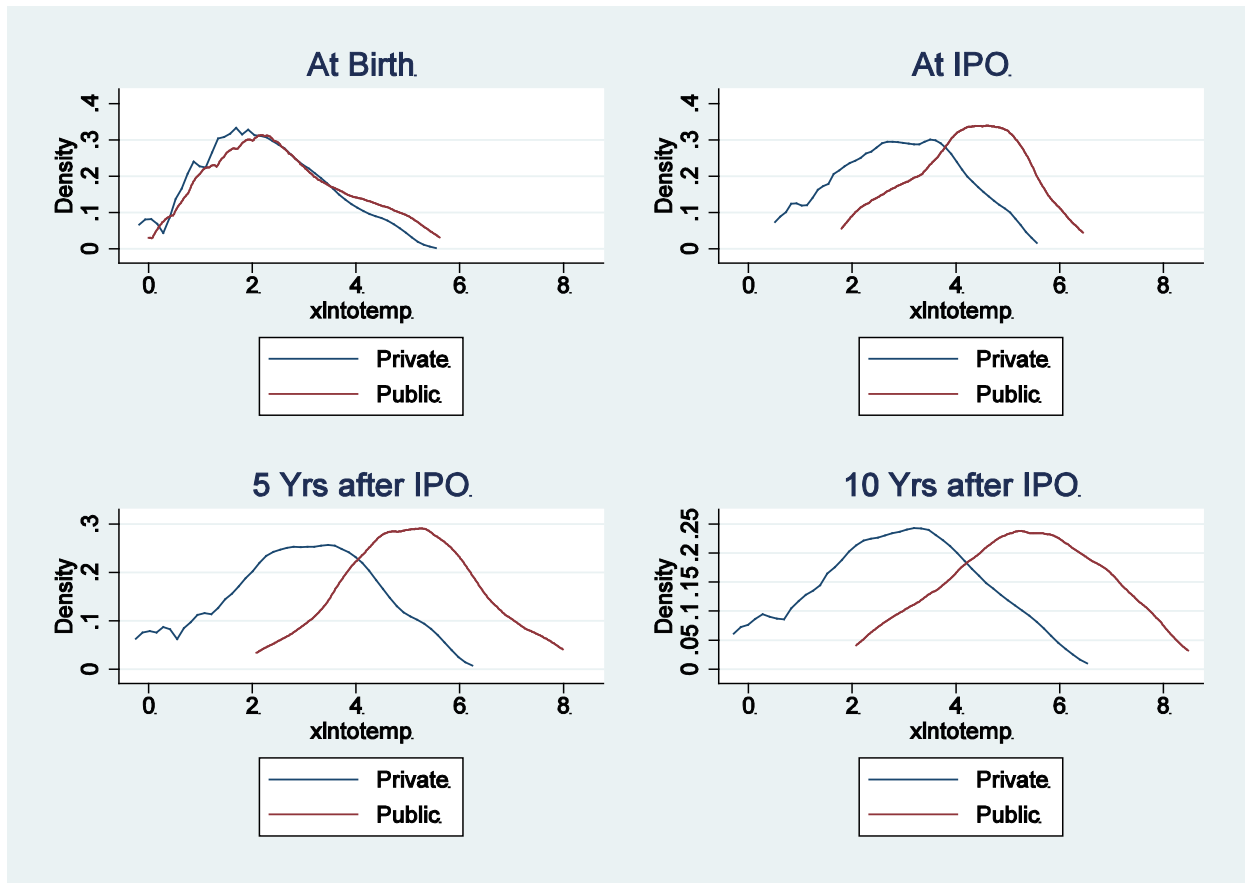 At Birth.
.4
.3
.2
.1
0
Density
0. 2. 4. 6. 8.
xlntotemp.
Private.
Public.
At IPO.
.4
.3
.2
.1
0
Density
0. 2. 4. 6. 8.
xlntotemp.
Private.
Public.
5 Yrs after IPO.
.3
.2
.1
0
Density
0. 2. 4. 6. 8.
xlntotemp.
Private.
Public.
10 Yrs after IPO.
.25
.2
.15
.1
.05
0
Density
0. 2. 4. 6. 8.
xlntotemp.
Private.
Public.